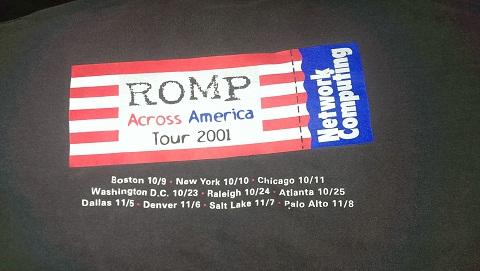 ROMP
Across America
Tour 2001
Network
Computing
Boston 10/9 · New York 10/10 · Chicago 10/11
Washington D.C. 10/23 · Raleigh 10/24 · Atlanta 10/25
Dallas 11/5 · Denver 11/6 · Salt Lake 11/7 · Palo Alto 11/8